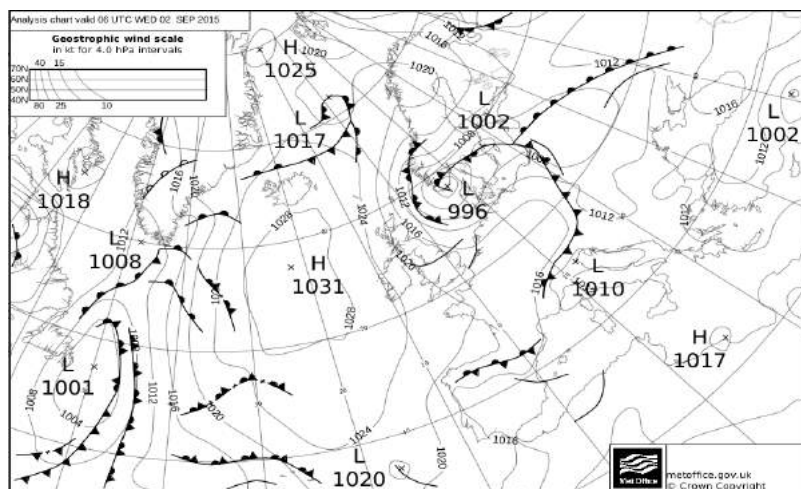 Analysis chart valid 06 UTC WED 02 SEP 2015
Geostrophic wind scale
in kt for 4.0 hPa intervals
40 15
70N
60N
50N
40N
80 25 10
H
1025
1020
1016
1020
L
1017
L
1002
1008
1012
1016
L
1002
1012
H
1018
1016
1020
1012
L
1008
1028
1024
1012
1016
1020
L
996
1012
1012
H
1031
1016
L
1010
1028
H
1017
L
1001
1008
1004
1012
1016
1020
1024
L
1020
1020
1016
Met Office
metoffice.gov.uk
© Crown Copyright